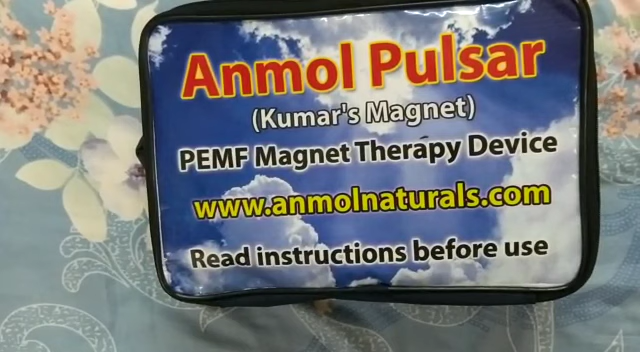 Anmol Pulsar
(Kumar's Magnet)
PEMF Magnet Therapy Device
www.anmolnaturals.com
Read instructions before use